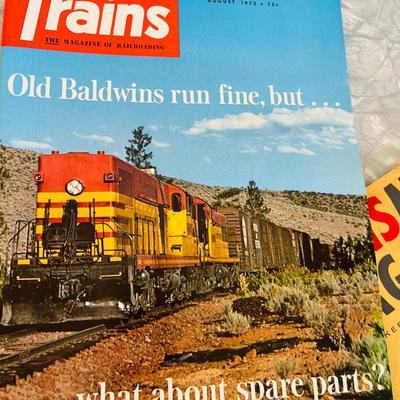 Trains
AUGUST 1972 • 75¢
THE MAGAZINE OF RAILROADING
Old Baldwins run fine, but . . .
. . . what about spare parts?